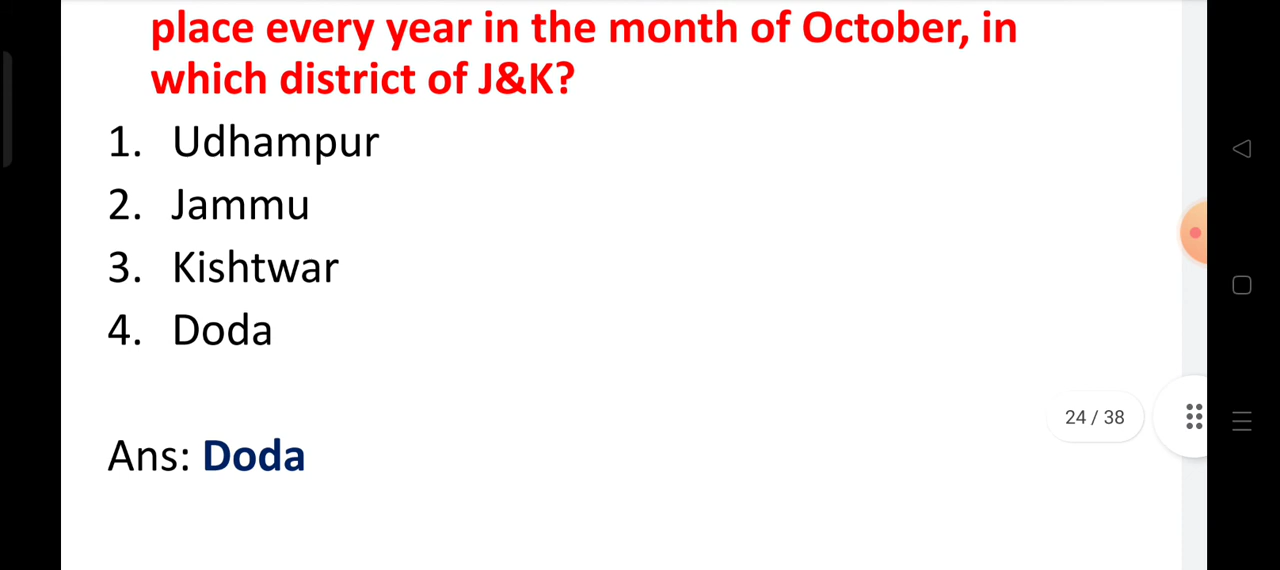 place every year in the month of October, in
which district of J&K?
1. Udhampur
2. Jammu
3. Kishtwar
4. Doda
24 / 38
Ans: Doda